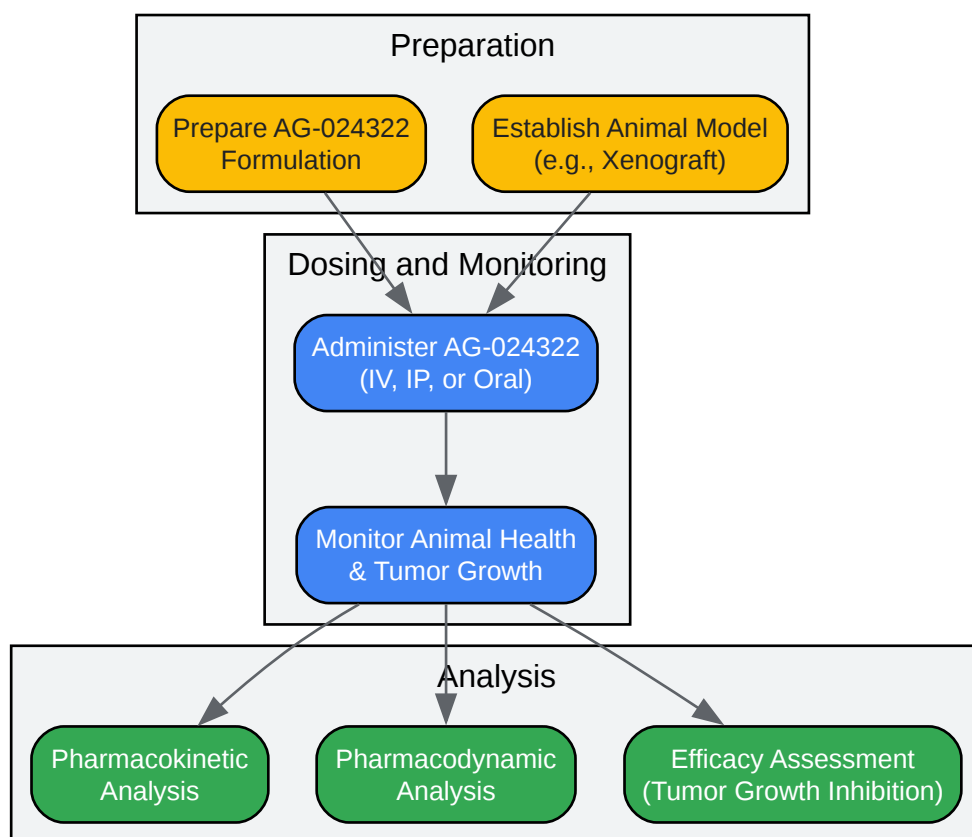 Preparation
Prepare AG-024322
Formulation
Establish Animal Model
(e.g., Xenograft)
Dosing and Monitoring
Administer AG-024322
(IV, IP, or Oral)
Monitor Animal Health
& Tumor Growth
Analysis
Pharmacokinetic
Analysis
Pharmacodynamic
Analysis
Efficacy Assessment
(Tumor Growth Inhibition)